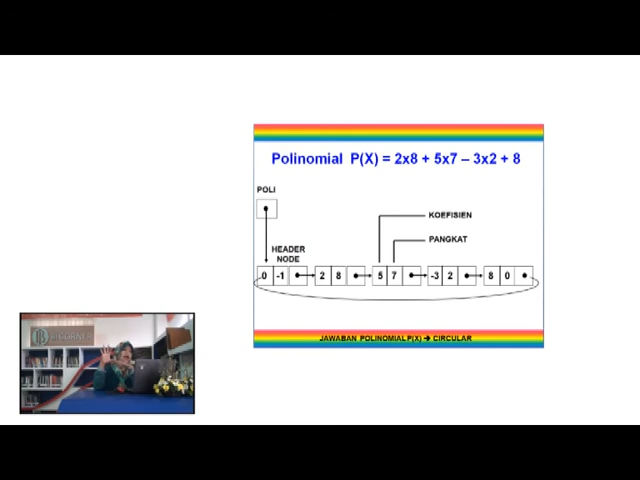 Polinomial P(X) = 2x8 + 5x7 – 3x2 + 8
POLI
KOEFISIEN
PANGKAT
HEADER
NODE
0 -1 2 8 5 7 -3 2 8 0
JAWABAN POLINOMIAL P(X) ➔ CIRCULAR